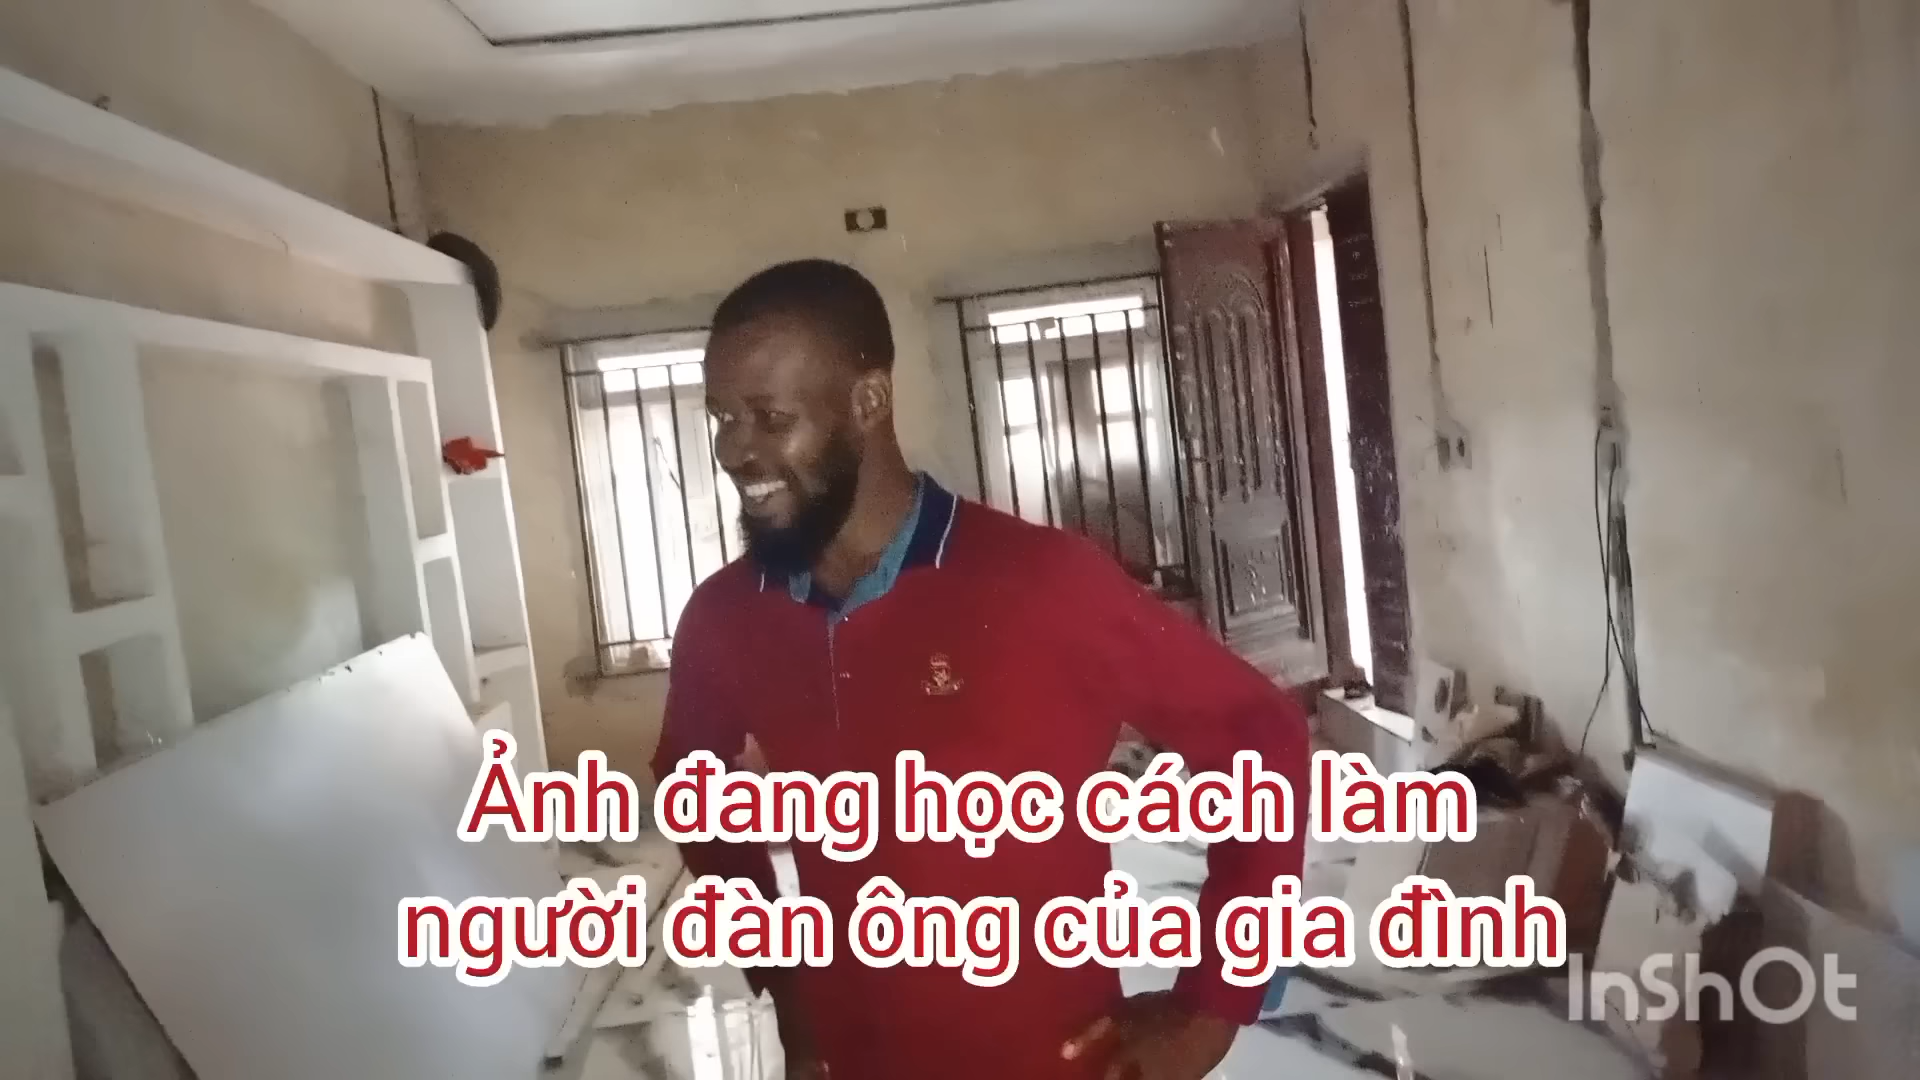 Ảnh đang học cách làm
người đàn ông của gia đình
InShOt